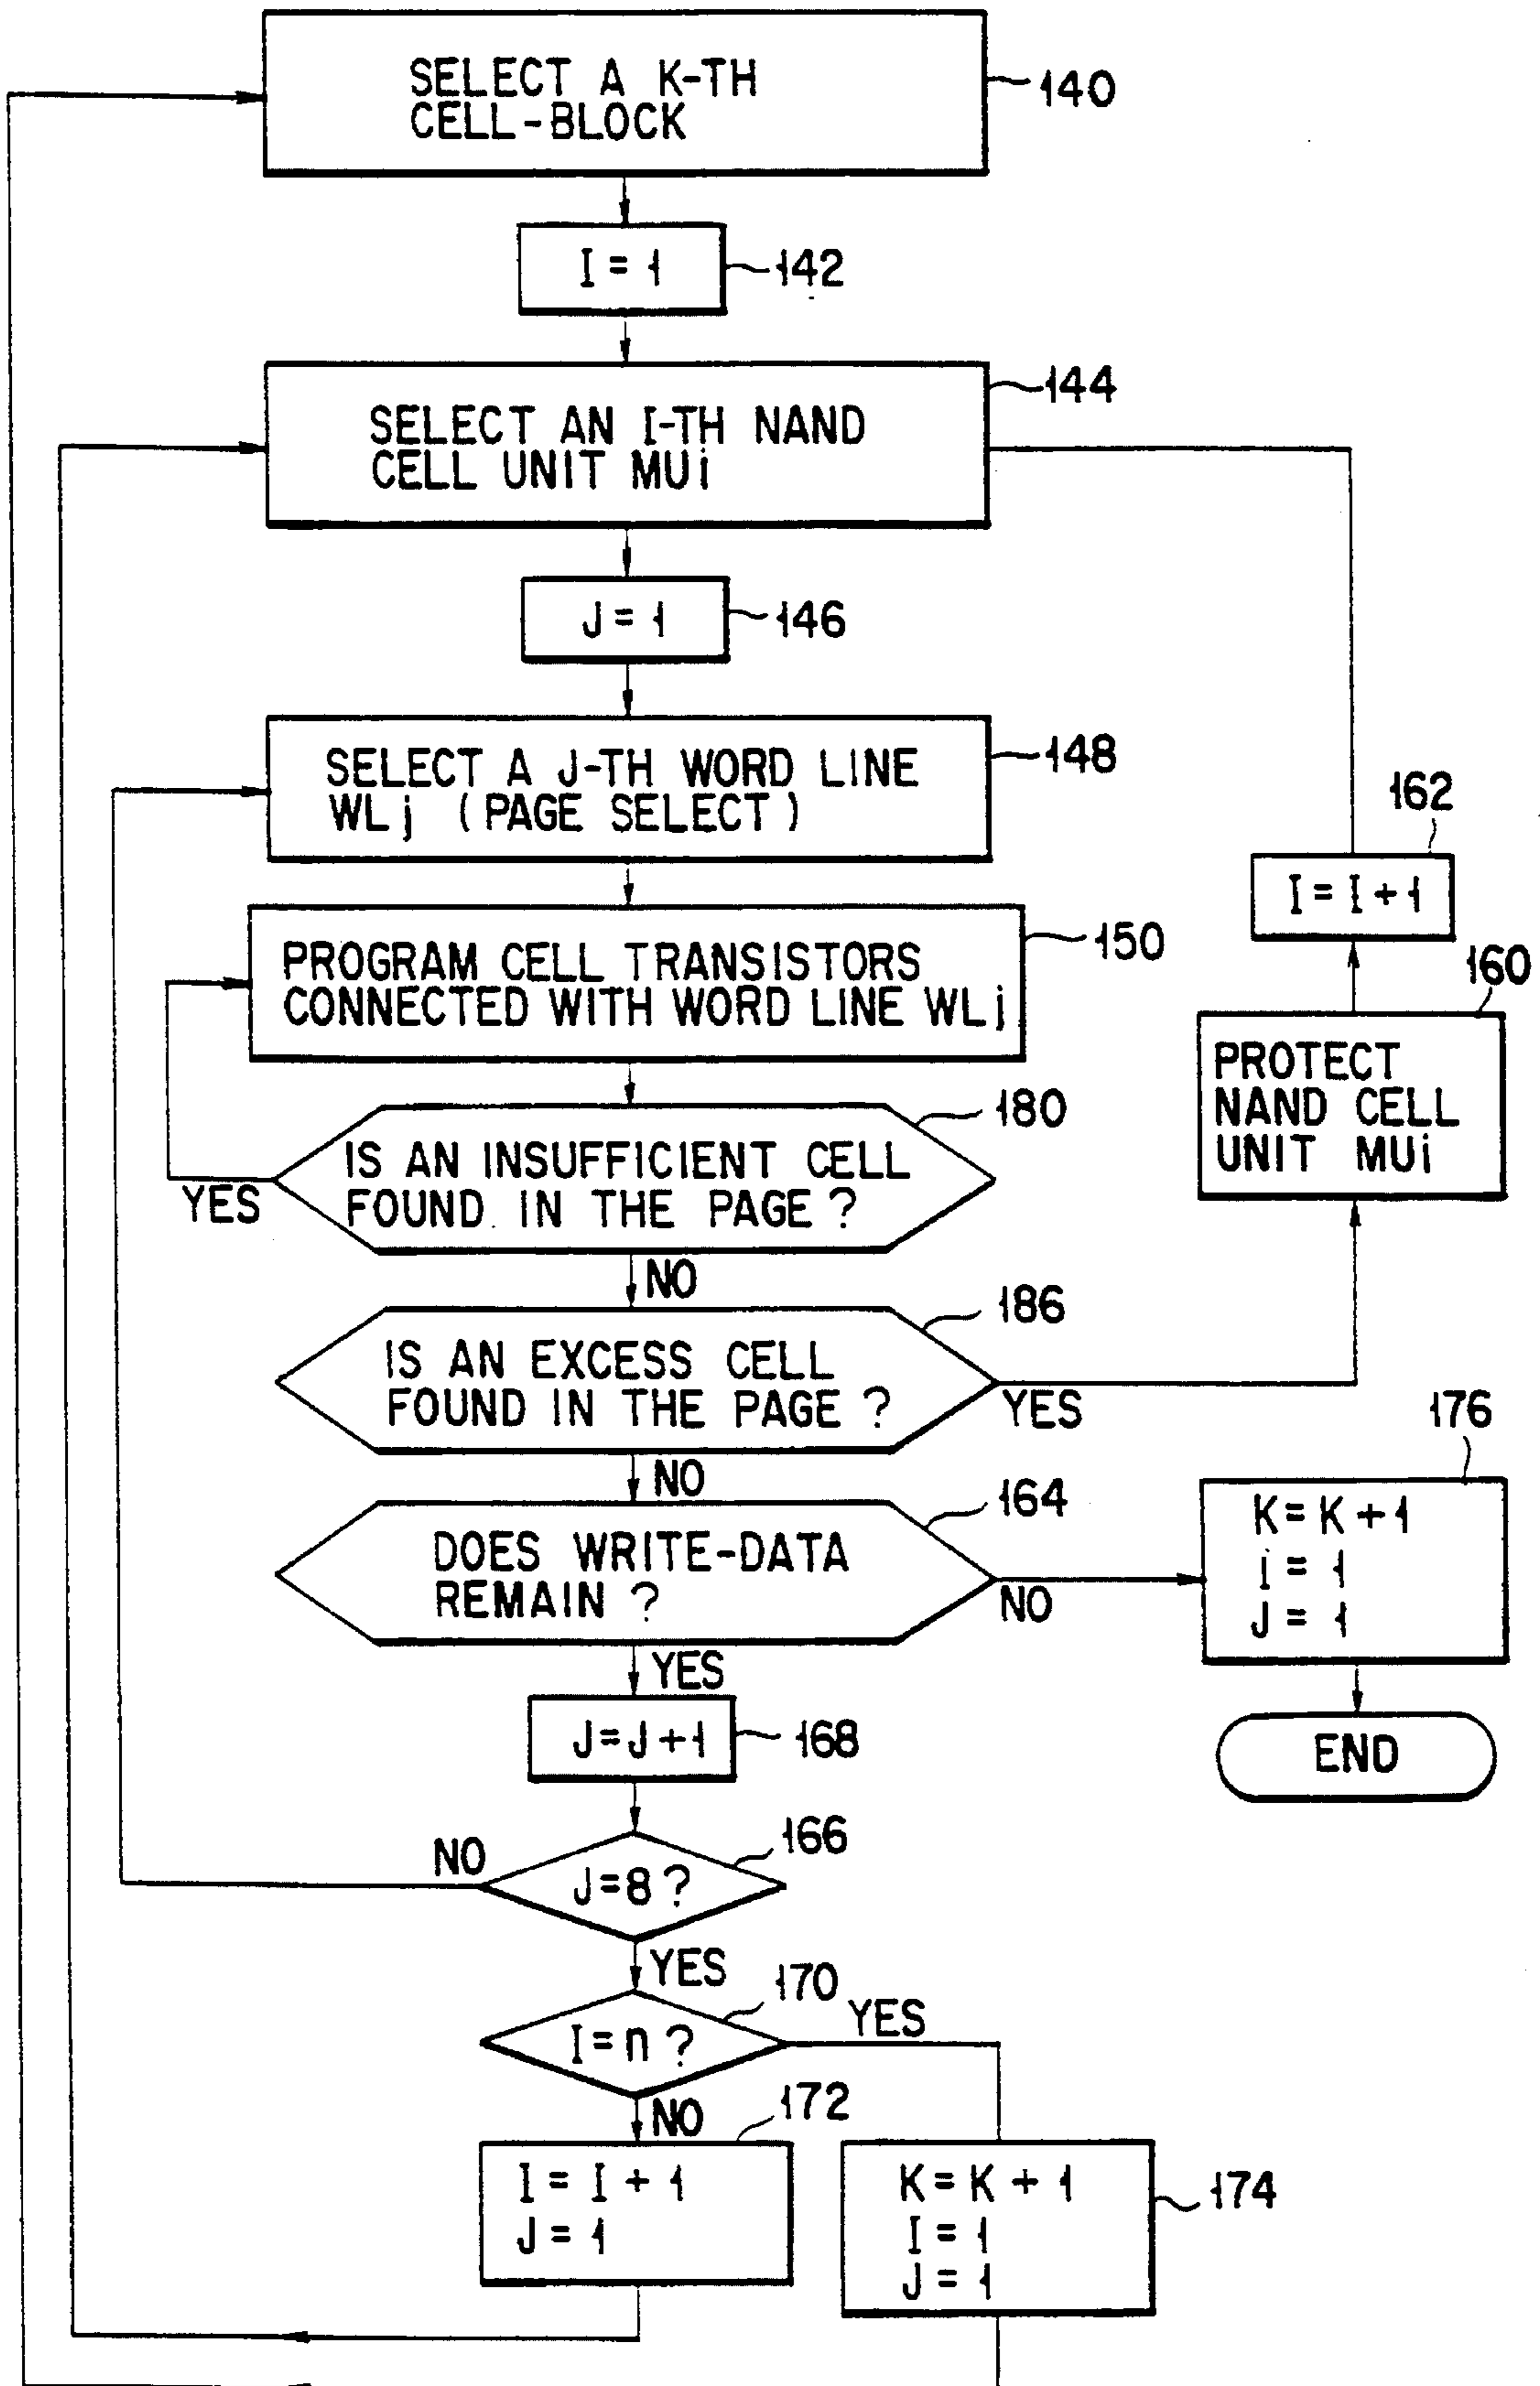 SELECT A K-TH
CELL-BLOCK
140
I = 1
142
144
SELECT AN I-TH NAND
CELL UNIT MUi
J = 1
146
SELECT A J-TH WORD LINE
WLj (PAGE SELECT)
148
162
I = I + 1
150
PROGRAM CELL TRANSISTORS
CONNECTED WITH WORD LINE WLj
160
PROTECT
NAND CELL
UNIT MUi
180
IS AN INSUFFICIENT CELL
FOUND IN THE PAGE ?
YES
NO
186
IS AN EXCESS CELL
FOUND IN THE PAGE ?
YES
NO
164
DOES WRITE-DATA
REMAIN ?
NO
176
K = K + 1
i = 1
J = 1
YES
J = J + 1
168
END
166
NO
J = 8 ?
YES
170
I = n ?
YES
NO
172
I = I + 1
J = 1
K = K + 1
I = 1
J = 1
174